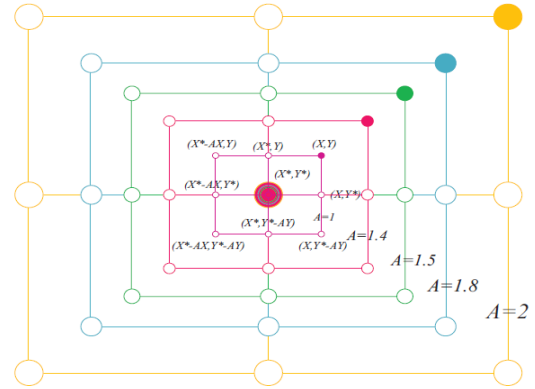 (X*-AX,Y)
(X*,Y)
(X,Y)
(X*,Y*)
(X*-AX,Y*)
(X,Y*)
(X*,Y*-AY)
A=1
(X*-AX,Y*-AY)
(X,Y*-AY)
A=1.4
A=1.5
A=1.8
A=2